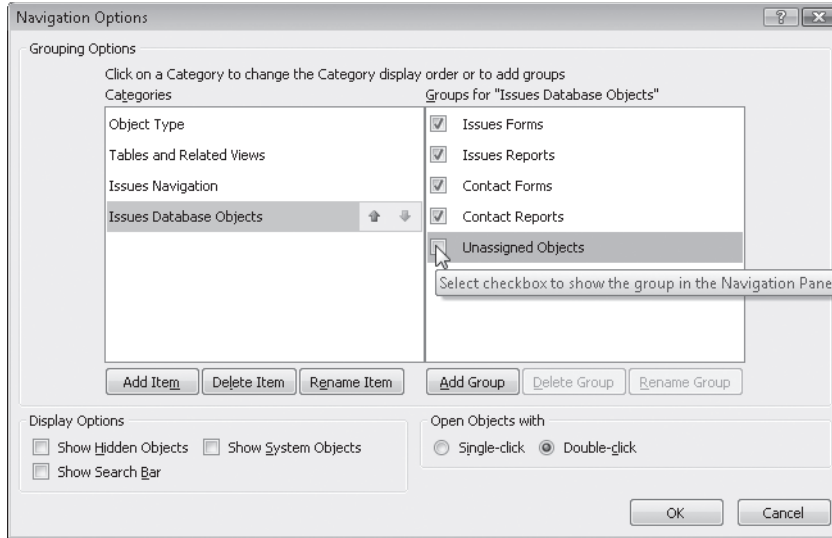 Navigation Options
Grouping Options
Click on a Category to change the Category display order or to add groups
Categories
Groups for "Issues Database Objects"
Object Type
Tables and Related Views
Issues Navigation
Issues Database Objects
Issues Forms
Issues Reports
Contact Forms
Contact Reports
Unassigned Objects
Select checkbox to show the group in the Navigation Pane
Add Item Delete Item Rename Item
Add Group Delete Group Rename Group
Display Options
Show Hidden Objects Show System Objects
Show Search Bar
Open Objects with
Single-click Double-click
OK Cancel